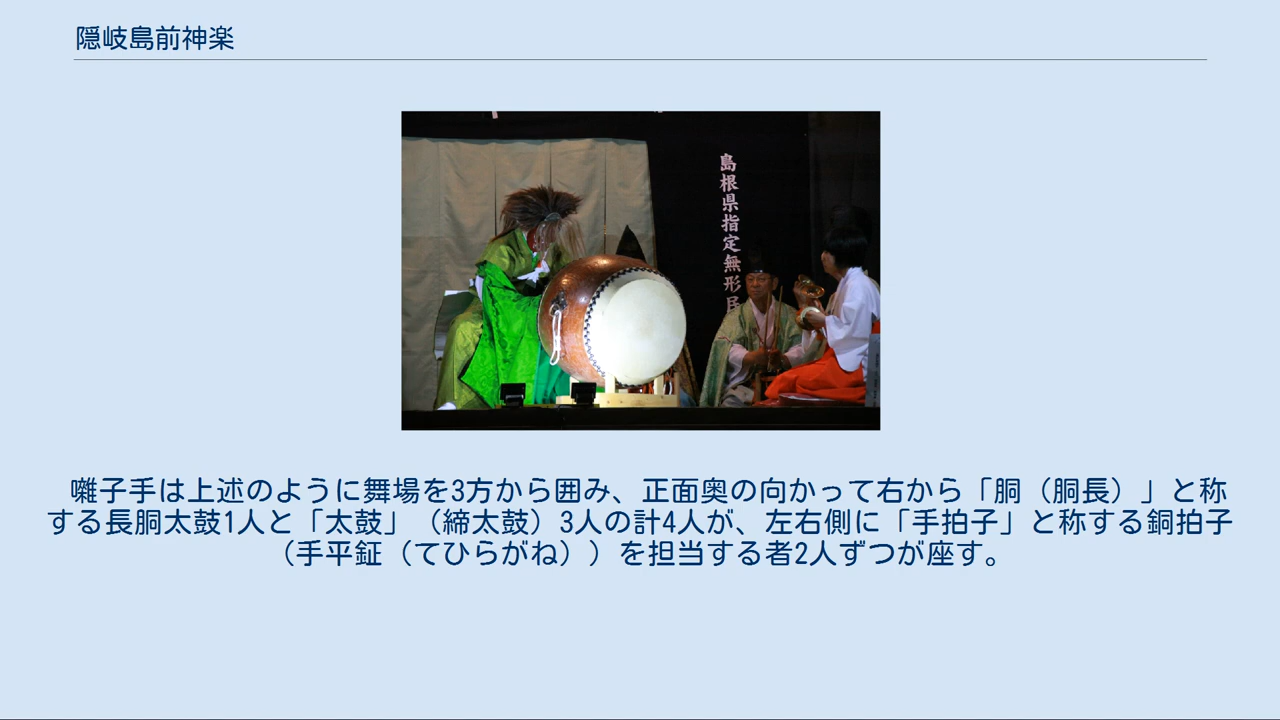 隠岐島前神楽
島根県指定無形民
囃子手は上述のように舞場を3方から囲み、正面奥の向かって右から「胴（胴長）」と称
する長胴太鼓1人と「太鼓」（締太鼓）3人の計4人が、左右側に「手拍子」と称する銅拍子
（手平鉦（てひらがね））を担当する者2人ずつが座す。